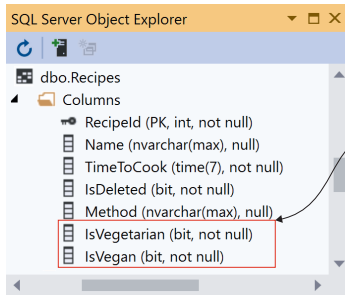 SQL Server Object Explorer
dbo.Recipes
Columns
RecipeId (PK, int, not null)
Name (nvarchar(max), null)
TimeToCook (time(7), not null)
IsDeleted (bit, not null)
Method (nvarchar(max), null)
IsVegetarian (bit, not null)
IsVegan (bit, not null)